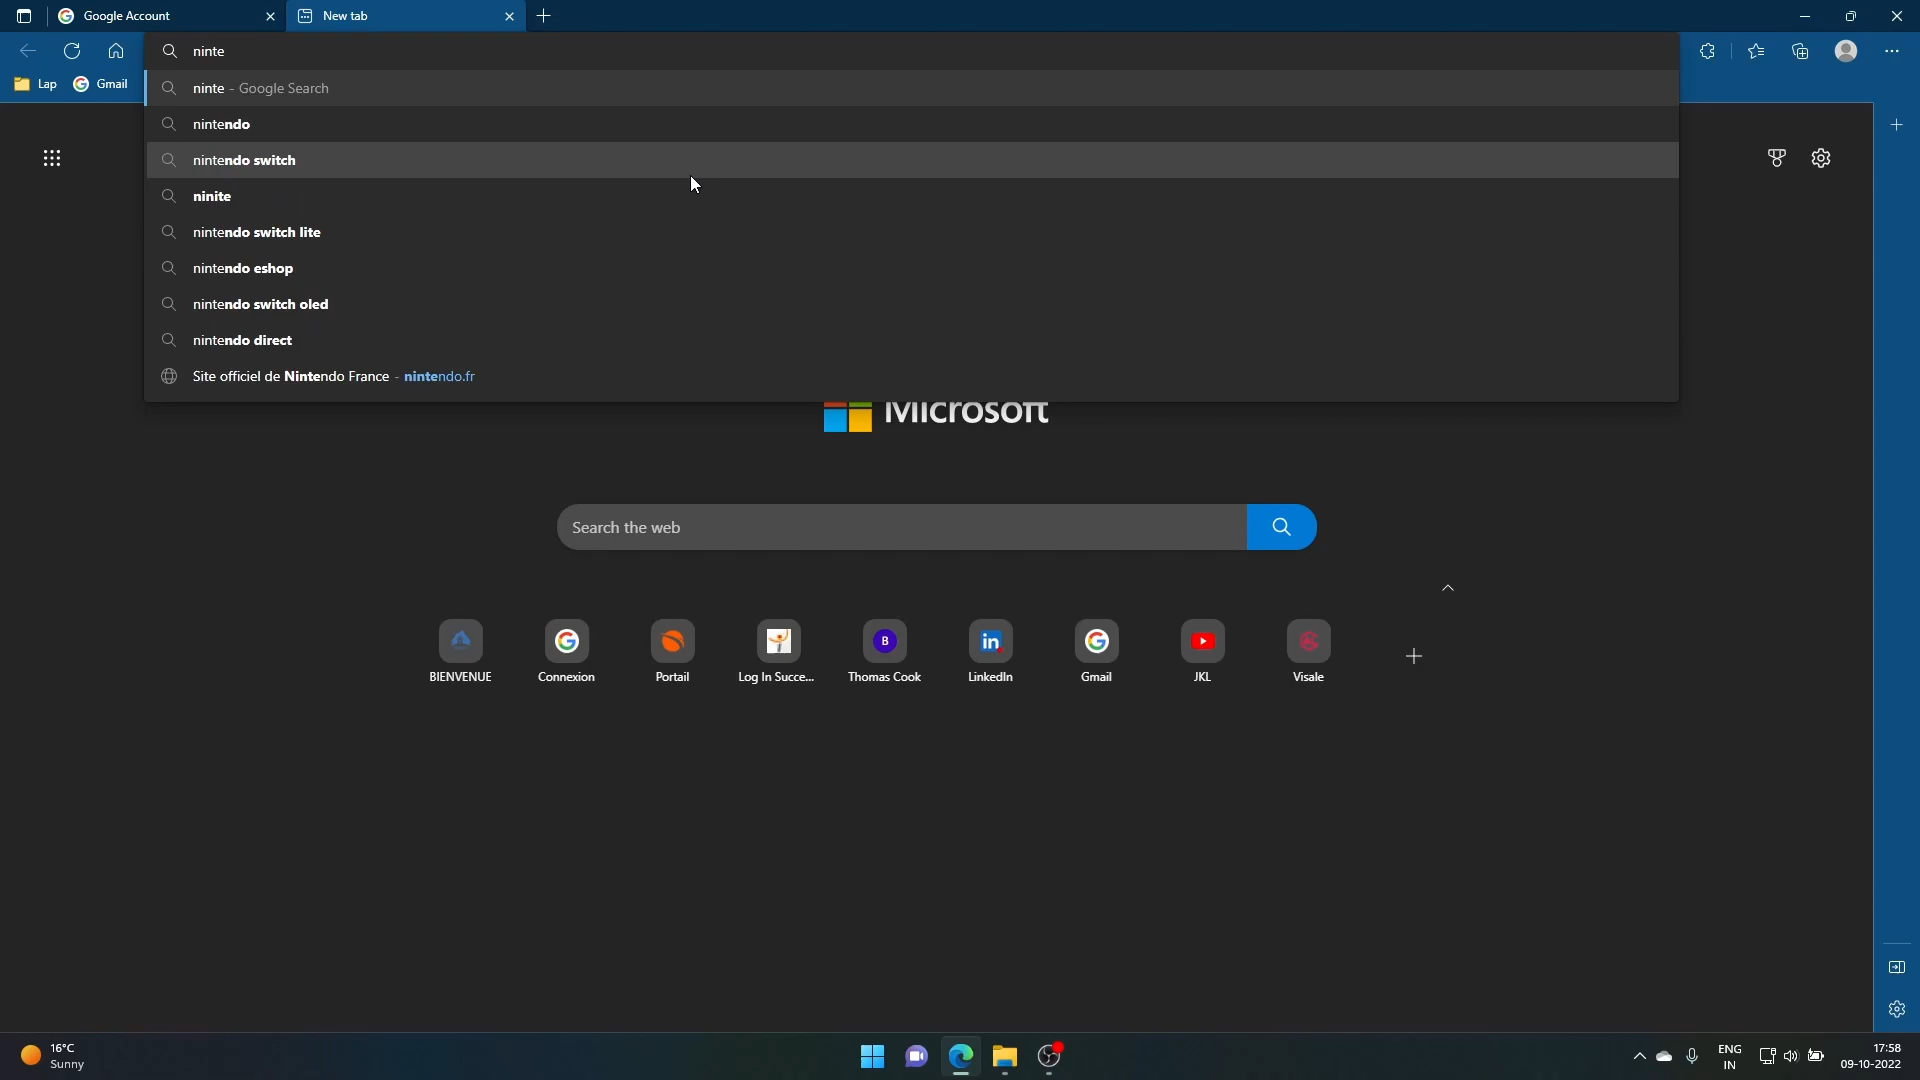 Google Account
New tab
ninte
Lap
Gmail
ninte - Google Search
nintendo
nintendo switch
ninite
nintendo switch lite
nintendo eshop
nintendo switch oled
nintendo direct
Site officiel de Nintendo France - nintendo.fr
Microsoft
Search the web
BIENVENUE
Connexion
Portail
Log In Succe...
B
Thomas Cook
in
LinkedIn
Gmail
JKL
Visale
16°C
Sunny
ENG
IN
17:58
09-10-2022